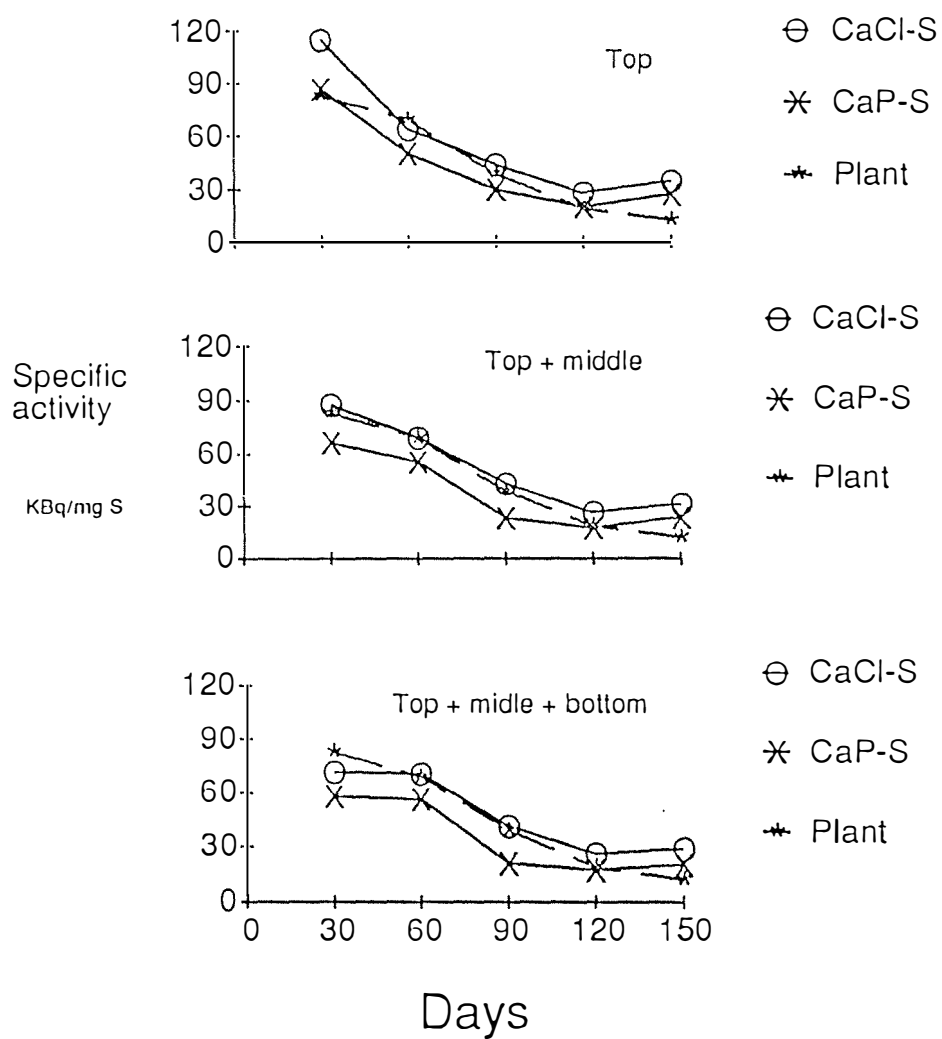 120
90
60
30
0
Top
CaCl-S
CaP-S
Plant
Specific
activity
KBq/mg S
120
90
60
30
0
Top + middle
CaCl-S
CaP-S
Plant
120
90
60
30
0
Top + midle + bottom
CaCl-S
CaP-S
Plant
0 30 60 90 120 150
Days